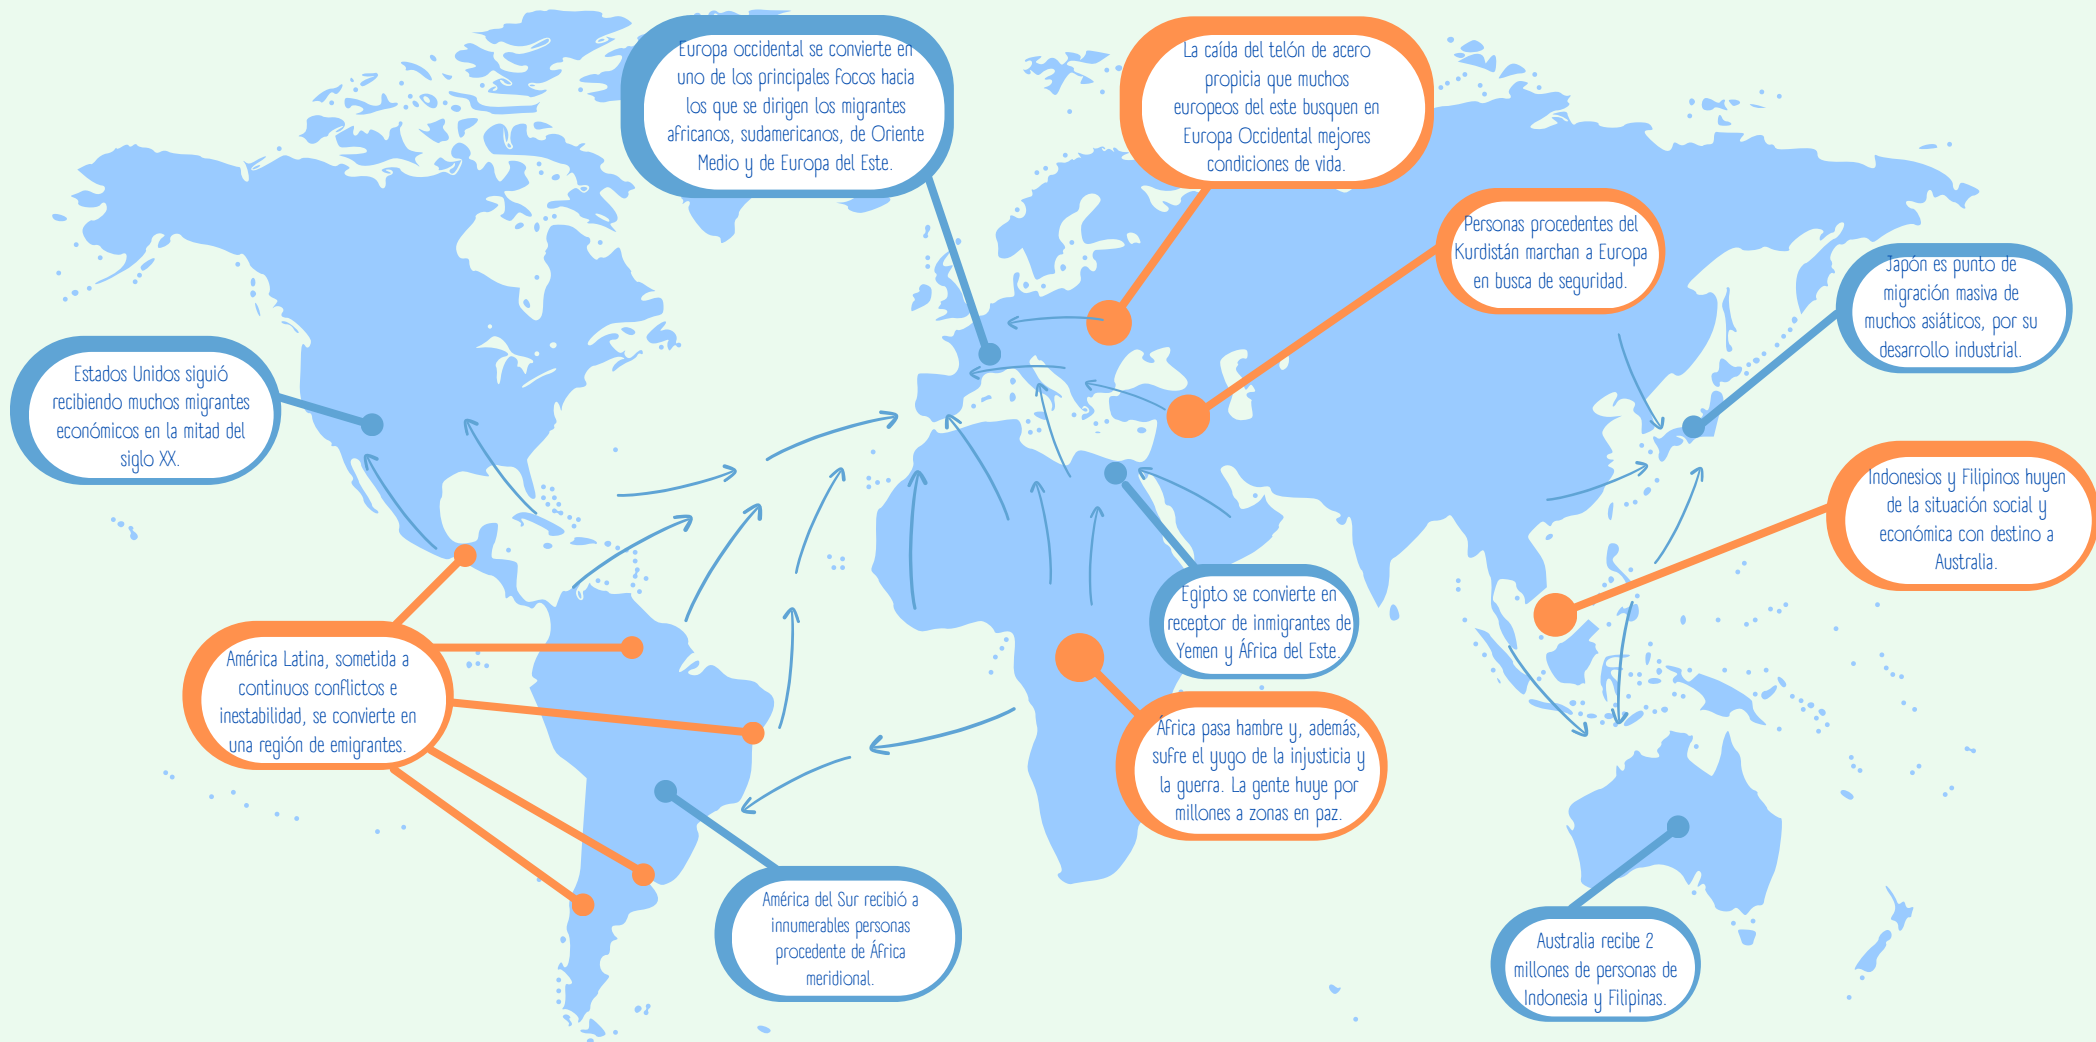 Europa occidental se convierte en
uno de los principales focos hacia
los que se dirigen los migrantes
africanos, sudamericanos, de Oriente
Medio y de Europa del Este.
La caída del telón de acero
propicia que muchos
europeos del este busquen en
Europa Occidental mejores
condiciones de vida.
Personas procedentes del
Kurdistán marchan a Europa
en busca de seguridad.
Japón es punto de
migración masiva de
muchos asiáticos, por su
desarrollo industrial.
Estados Unidos siguió
recibiendo muchos migrantes
económicos en la mitad del
siglo XX.
Indonesios y Filipinos huyen
de la situación social y
económica con destino a
Australia.
Egipto se convierte en
receptor de inmigrantes de
Yemen y África del Este.
América Latina, sometida a
continuos conflictos e
inestabilidad, se convierte en
una región de emigrantes.
África pasa hambre y, además,
sufre el yugo de la injusticia y
la guerra. La gente huye por
millones a zonas en paz.
América del Sur recibió a
innumerables personas
procedente de África
meridional.
Australia recibe 2
millones de personas de
Indonesia y Filipinas.